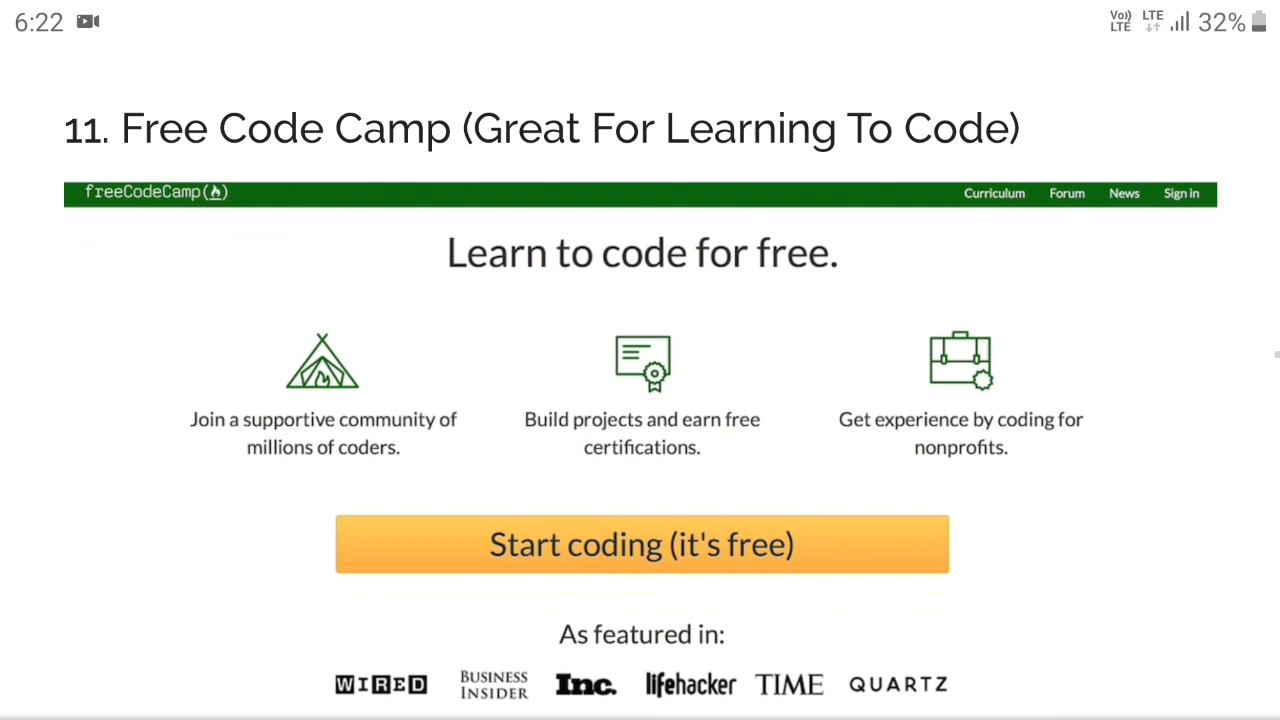 6:22
Vo)) LTE LTE 32%
11. Free Code Camp (Great For Learning To Code)
freeCodeCamp Curriculum Forum News Sign in
Learn to code for free.
Join a supportive community of
millions of coders.
Build projects and earn free
certifications.
Get experience by coding for
nonprofits.
Start coding (it's free)
As featured in:
WIRED BUSINESS INSIDER Inc. lifehacker TIME QUARTZ